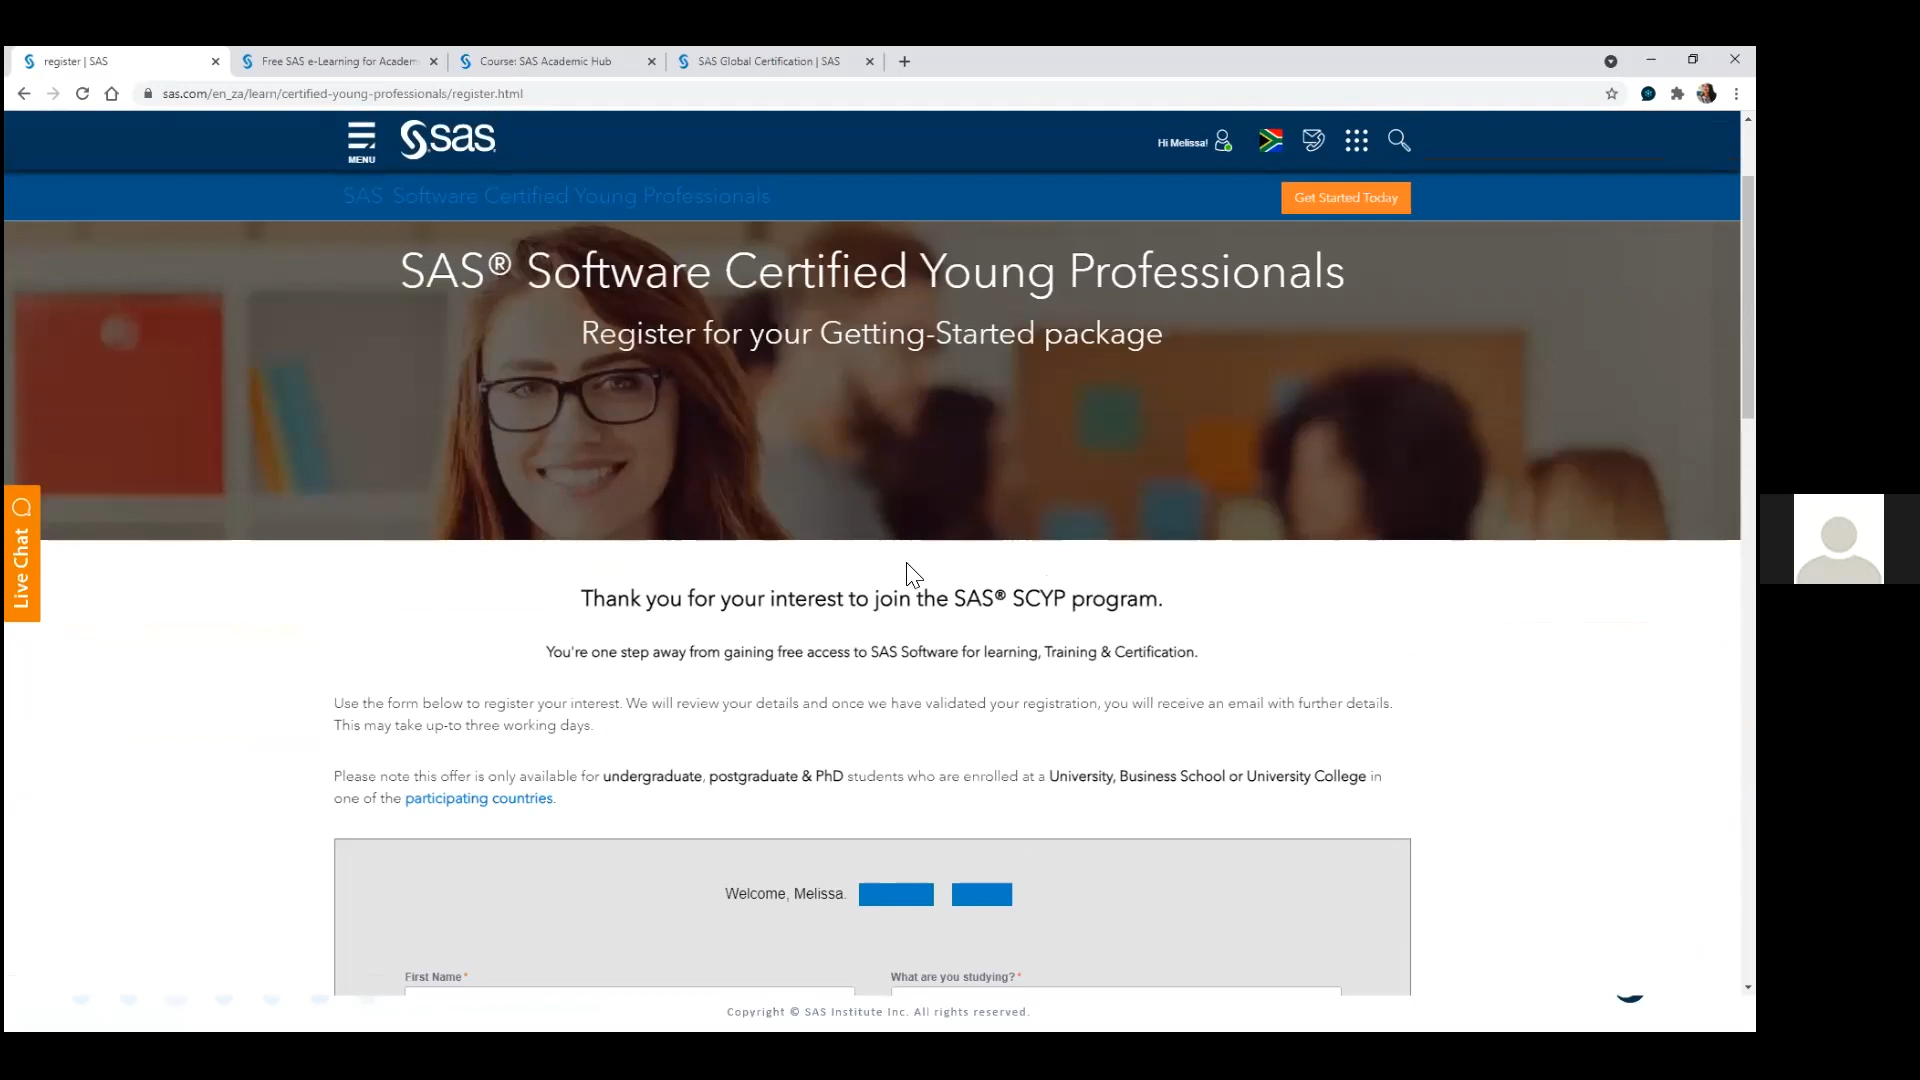 register | SAS
Free SAS e-Learning for Academ
Course: SAS Academic Hub
SAS Global Certification | SAS
sas.com/en_za/learn/certified-young-professionals/register.html
MENU
sas
Hi Melissa!
SAS Software Certified Young Professionals
Get Started Today
SAS® Software Certified Young Professionals
Register for your Getting-Started package
Live Chat
Thank you for your interest to join the SAS® SCYP program.
You're one step away from gaining free access to SAS Software for learning, Training & Certification.
Use the form below to register your interest. We will review your details and once we have validated your registration, you will receive an email with further details.
This may take up-to three working days.
Please note this offer is only available for undergraduate, postgraduate & PhD students who are enrolled at a University, Business School or University College in
one of the participating countries.
Welcome, Melissa.
First Name *
What are you studying? *
Copyright © SAS Institute Inc. All rights reserved.